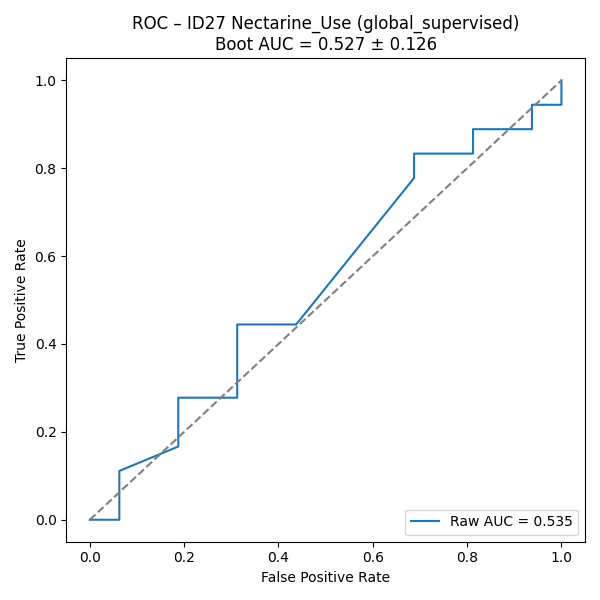 ROC – ID27 Nectarine_Use (global_supervised)
Boot AUC = 0.527 ± 0.126
True Positive Rate
1.0
0.8
0.6
0.4
0.2
0.0
Raw AUC = 0.535
0.0 0.2 0.4 0.6 0.8 1.0
False Positive Rate